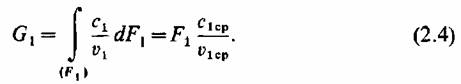 G₁ = ∫_(F₁) c₁/v₁ dF₁ = F₁ c₁ср/v₁ср. (2.4)